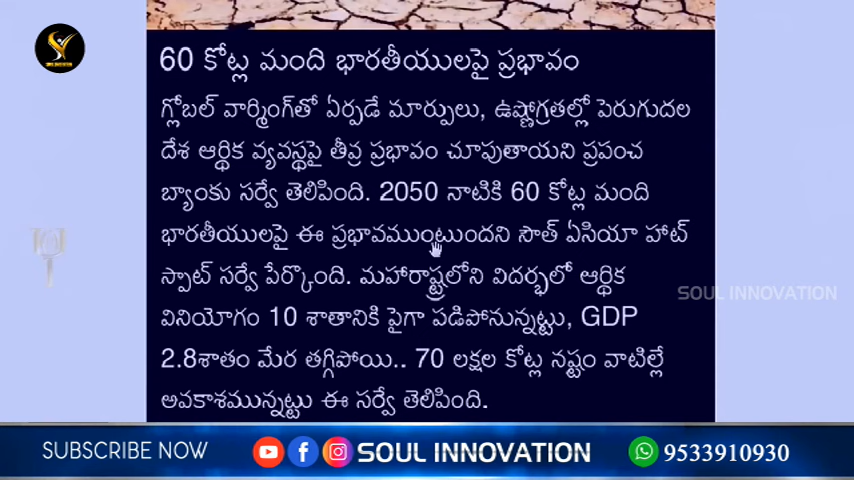 60 కోట్ల మంది భారతీయులపై ప్రభావం
గ్లోబల్ వార్మింగ్‌తో ఏర్పడే మార్పులు, ఉష్ణోగ్రతల్లో పెరుగుదల
దేశ ఆర్థిక వ్యవస్థపై తీవ్ర ప్రభావం చూపుతాయని ప్రపంచ
బ్యాంకు సర్వే తెలిపింది. 2050 నాటికి 60 కోట్ల మంది
భారతీయులపై ఈ ప్రభావముంటుందని సౌత్ ఏసియా హాట్
స్పాట్ సర్వే పేర్కొంది. మహారాష్ట్రలోని విదర్భలో ఆర్థిక
వినియోగం 10 శాతానికి పైగా పడిపోనున్నట్టు, GDP
2.8శాతం మేర తగ్గిపోయి.. 70 లక్షల కోట్ల నష్టం వాటిల్లే
అవకాశమున్నట్టు ఈ సర్వే తెలిపింది.
SOUL INNOVATION
SUBSCRIBE NOW SOUL INNOVATION 9533910930